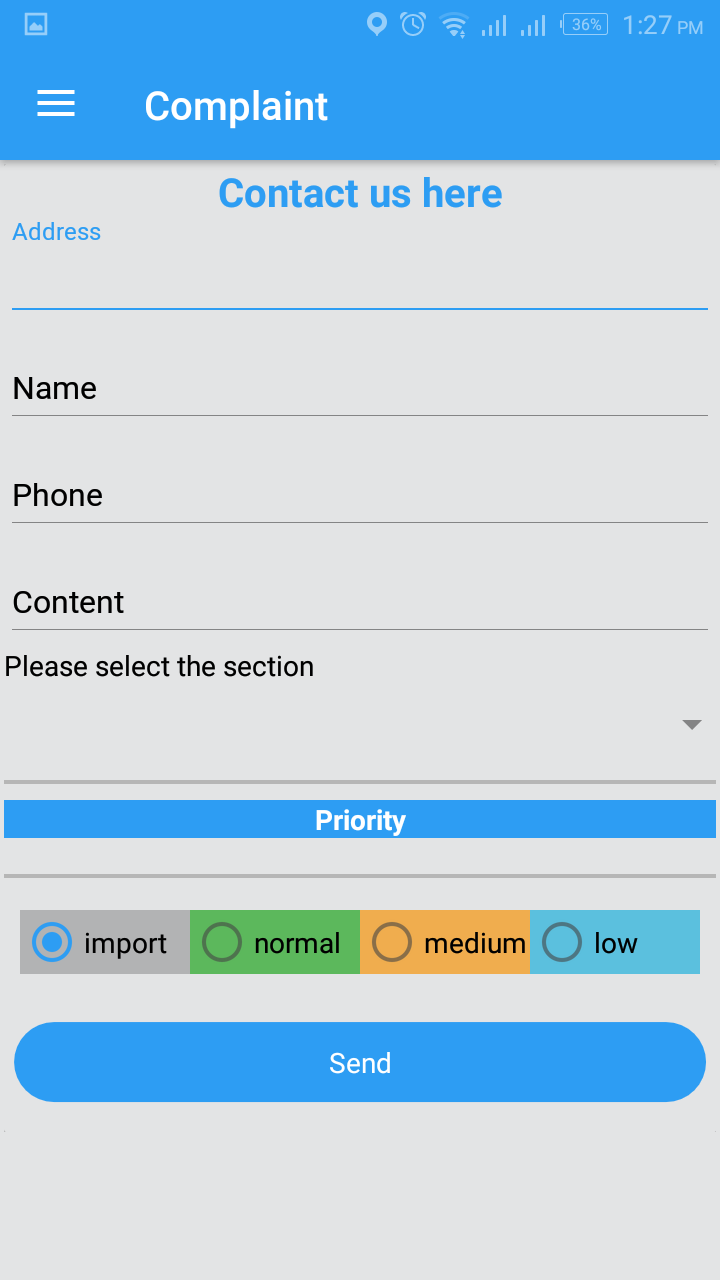 36% 1:27 PM
Complaint
Contact us here
Address
Name
Phone
Content
Please select the section
Priority
import normal medium low
Send